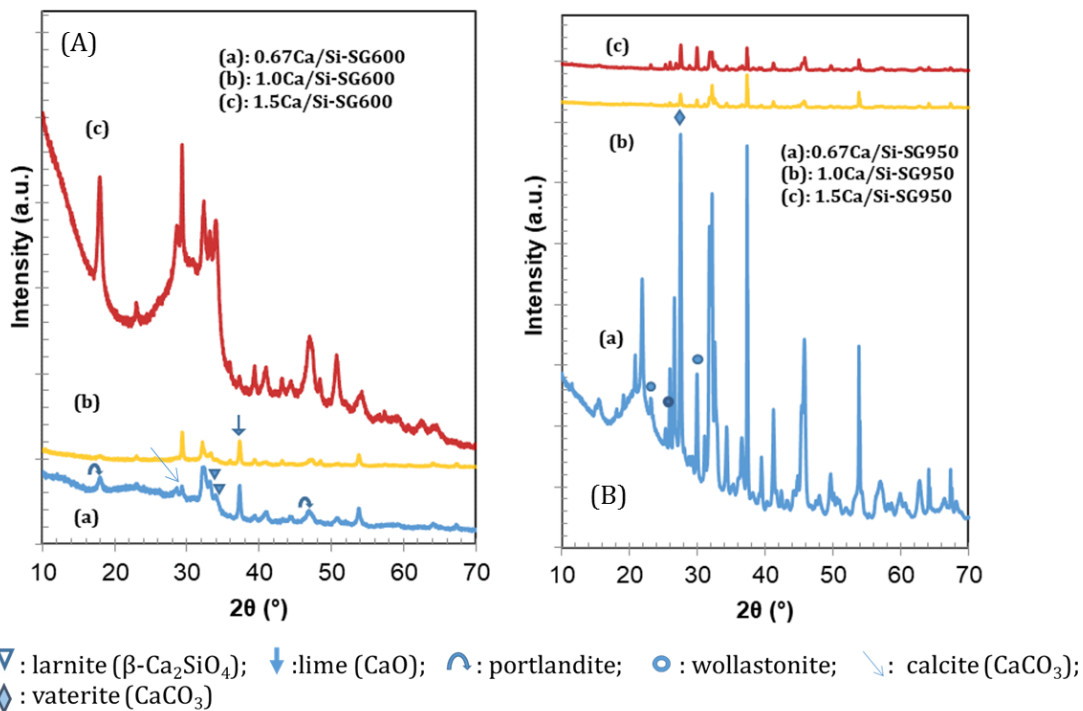 (A)
(a): 0.67Ca/Si-SG600
(b): 1.0Ca/Si-SG600
(c): 1.5Ca/Si-SG600
(c)
(b)
(a)
Intensity (a.u.)
10 20 30 40 50 60 70
2θ (°)
(c)
(b)
(a):0.67Ca/Si-SG950
(b): 1.0Ca/Si-SG950
(c): 1.5Ca/Si-SG950
(a)
(B)
Intensity (a.u.)
10 20 30 40 50 60 70
2θ (°)
: larnite (β-Ca₂SiO₄); :lime (CaO); : portlandite; : wollastonite; : calcite (CaCO₃);
: vaterite (CaCO₃)